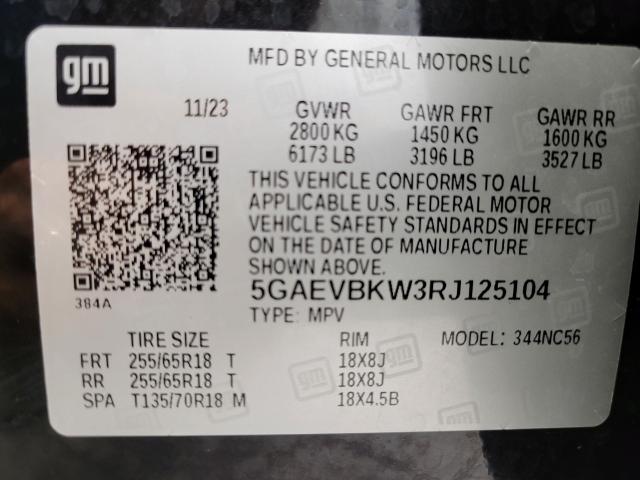 gm
MFD BY GENERAL MOTORS LLC
11/23 GVWR GAWR FRT GAWR RR
2800 KG 1450 KG 1600 KG
6173 LB 3196 LB 3527 LB
THIS VEHICLE CONFORMS TO ALL
APPLICABLE U.S. FEDERAL MOTOR
VEHICLE SAFETY STANDARDS IN EFFECT
ON THE DATE OF MANUFACTURE
SHOWN ABOVE.
384A
5GAEVBKW3RJ125104
TYPE: MPV
TIRE SIZE RIM MODEL: 344NC56
FRT 255/65R18 T 18X8J
RR 255/65R18 T 18X8J
SPA T135/70R18 M 18X4.5B